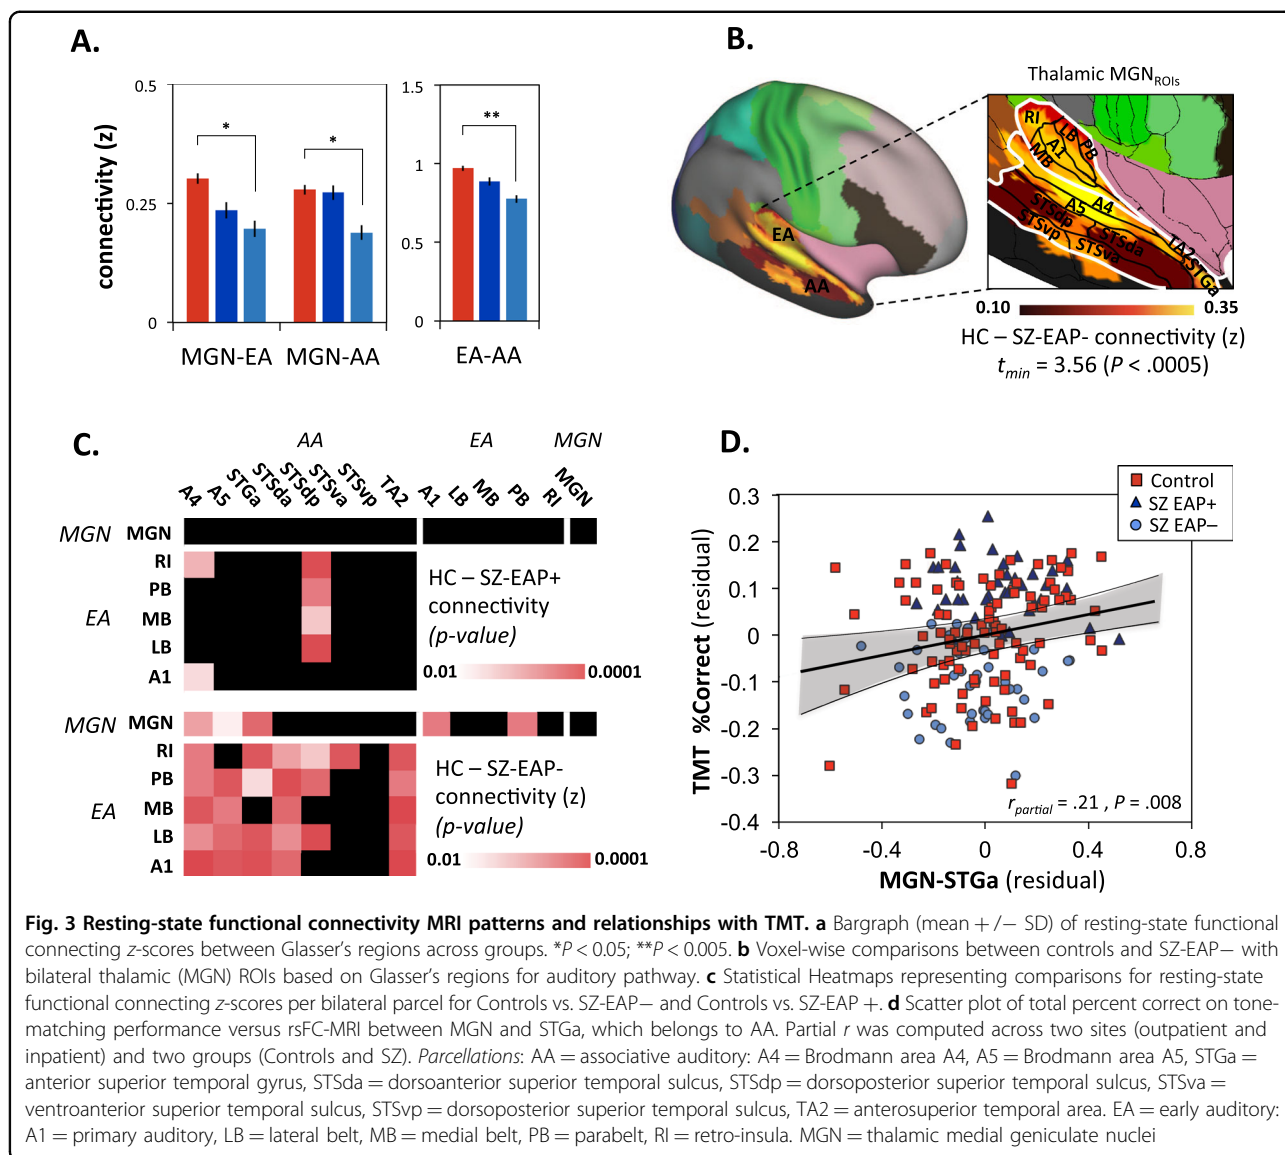 A.
0.5
0.25
0
connectivity (z)
*
*
MGN-EA
MGN-AA
1.5
1
0.5
0
**
EA-AA
B.
Thalamic MGN_ROIs
EA
AA
RI
LB
PB
A1
MB
A4
A5
STSdp
STSda
STSvp
STSva
TA2
STGa
0.10
0.35
HC – SZ-EAP- connectivity (z)
t_min = 3.56 (P < .0005)
C.
AA
EA
MGN
A4
A5
STGa
STSda
STSdp
STSva
STSvp
TA2
A1
LB
MB
PB
RI
MGN
MGN
MGN
EA
RI
PB
MB
LB
A1
HC – SZ-EAP+
connectivity
(p-value)
0.01
0.0001
MGN
MGN
EA
RI
PB
MB
LB
A1
HC – SZ-EAP-
connectivity (z)
(p-value)
0.01
0.0001
D.
Control
SZ EAP+
SZ EAP−
0.3
0.2
0.1
0
-0.1
-0.2
-0.3
-0.4
TMT %Correct (residual)
r_partial = .21 , P = .008
-0.8
-0.4
0
0.4
0.8
MGN-STGa (residual)
Fig. 3 Resting-state functional connectivity MRI patterns and relationships with TMT. a Bargraph (mean +/− SD) of resting-state functional
connecting z-scores between Glasser's regions across groups. *P < 0.05; **P < 0.005. b Voxel-wise comparisons between controls and SZ-EAP− with
bilateral thalamic (MGN) ROIs based on Glasser's regions for auditory pathway. c Statistical Heatmaps representing comparisons for resting-state
functional connecting z-scores per bilateral parcel for Controls vs. SZ-EAP− and Controls vs. SZ-EAP +. d Scatter plot of total percent correct on tone-
matching performance versus rsFC-MRI between MGN and STGa, which belongs to AA. Partial r was computed across two sites (outpatient and
inpatient) and two groups (Controls and SZ). Parcellations: AA = associative auditory: A4 = Brodmann area A4, A5 = Brodmann area A5, STGa =
anterior superior temporal gyrus, STSda = dorsoanterior superior temporal sulcus, STSdp = dorsoposterior superior temporal sulcus, STSva =
ventroanterior superior temporal sulcus, STSvp = dorsoposterior superior temporal sulcus, TA2 = anterosuperior temporal area. EA = early auditory:
A1 = primary auditory, LB = lateral belt, MB = medial belt, PB = parabelt, RI = retro-insula. MGN = thalamic medial geniculate nuclei